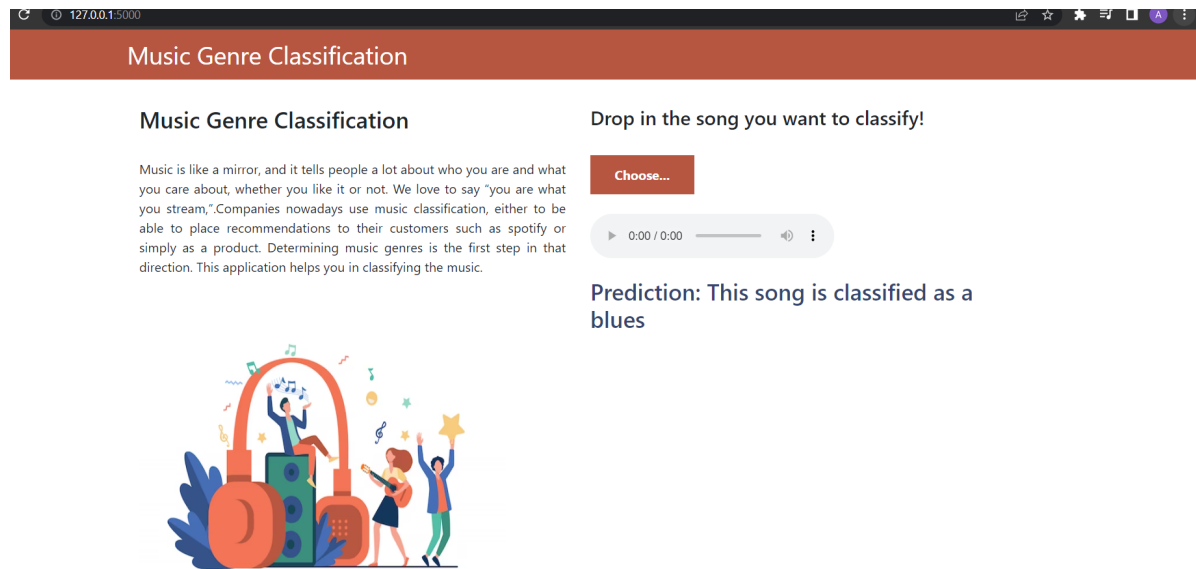 127.0.0.1:5000
A
Music Genre Classification
Music Genre Classification
Music is like a mirror, and it tells people a lot about who you are and what
you care about, whether you like it or not. We love to say “you are what
you stream,”.Companies nowadays use music classification, either to be
able to place recommendations to their customers such as spotify or
simply as a product. Determining music genres is the first step in that
direction. This application helps you in classifying the music.
Drop in the song you want to classify!
Choose...
0:00 / 0:00
Prediction: This song is classified as a
blues